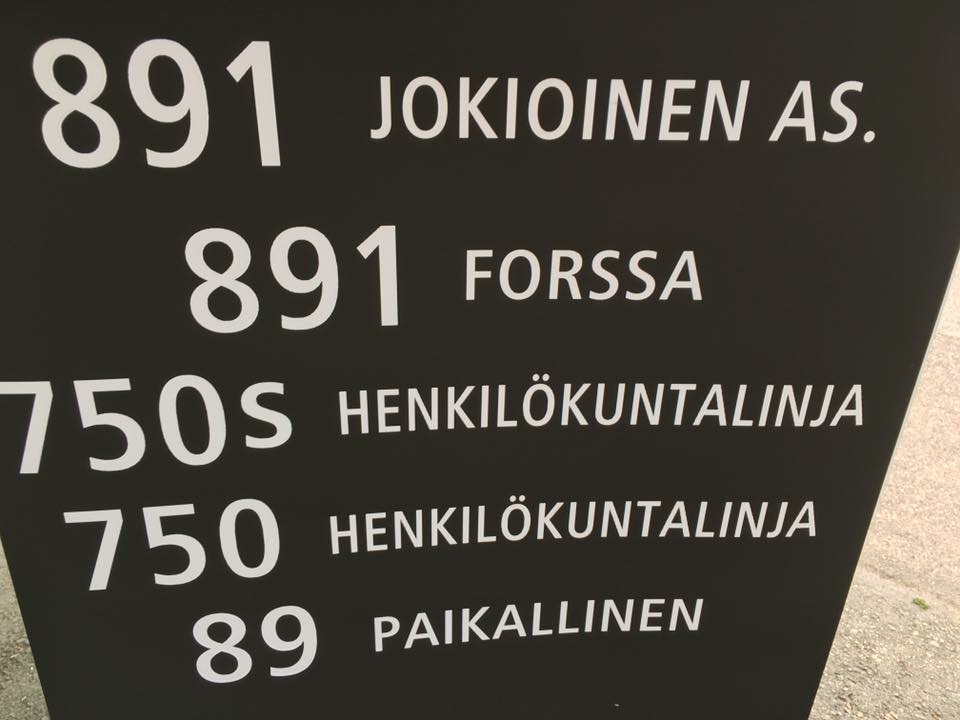 891 JOKIOINEN AS.
891 FORSSA
750s HENKILÖKUNTALINJA
750 HENKILÖKUNTALINJA
89 PAIKALLINEN